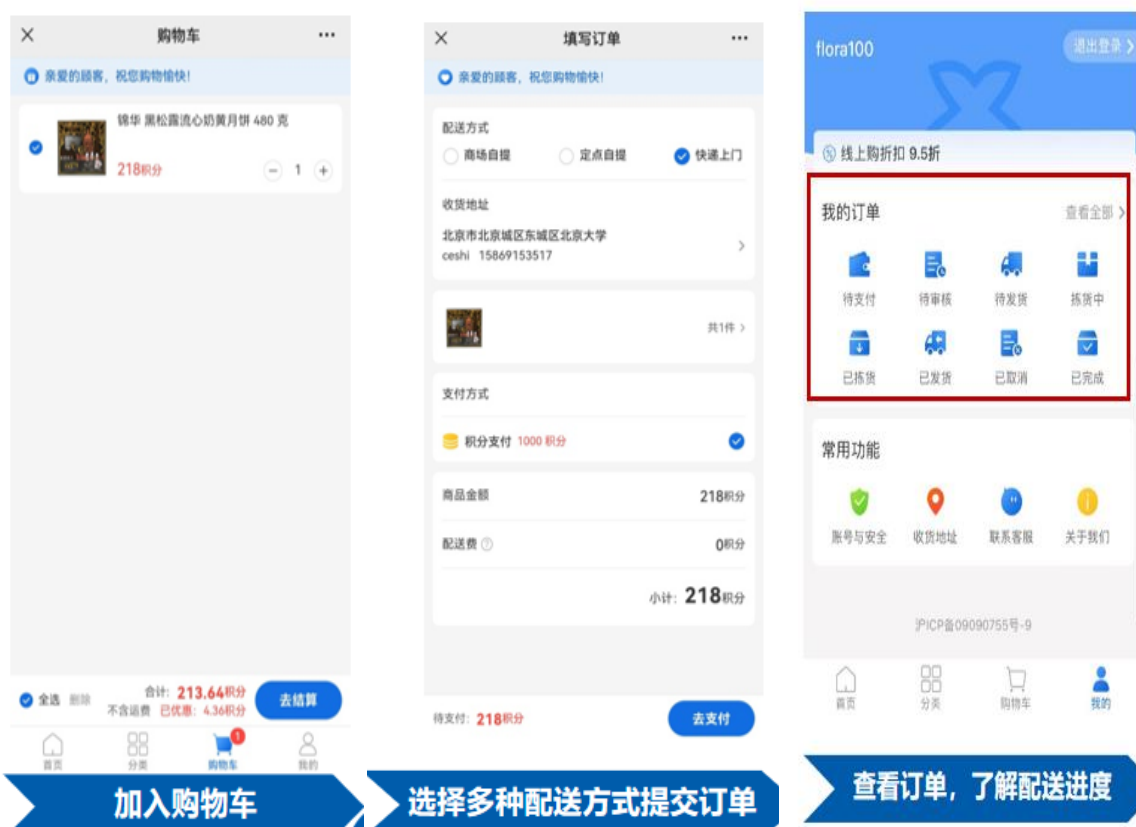 购物车
亲爱的顾客，祝您购物愉快！
锦华 黑松露流心奶黄月饼 480 克
218积分
1
全选 删除
合计：213.64积分
不含运费 已优惠：4.36积分
去结算
首页 分类 购物车 我的
1
加入购物车
填写订单
亲爱的顾客，祝您购物愉快！
配送方式
商场自提 定点自提 快递上门
收货地址
北京市北京城区东城区北京大学
ceshi 15869153517
共1件
支付方式
积分支付 1000 积分
商品金额 218积分
配送费 0积分
小计：218积分
待支付：218积分
去支付
选择多种配送方式提交订单
flora100
退出登录
线上购折扣 9.5折
我的订单 查看全部
待支付 待审核 待发货 拣货中
已拣货 已发货 已取消 已完成
常用功能
账号与安全 收货地址 联系客服 关于我们
沪ICP备09090755号-9
首页 分类 购物车 我的
查看订单，了解配送进度